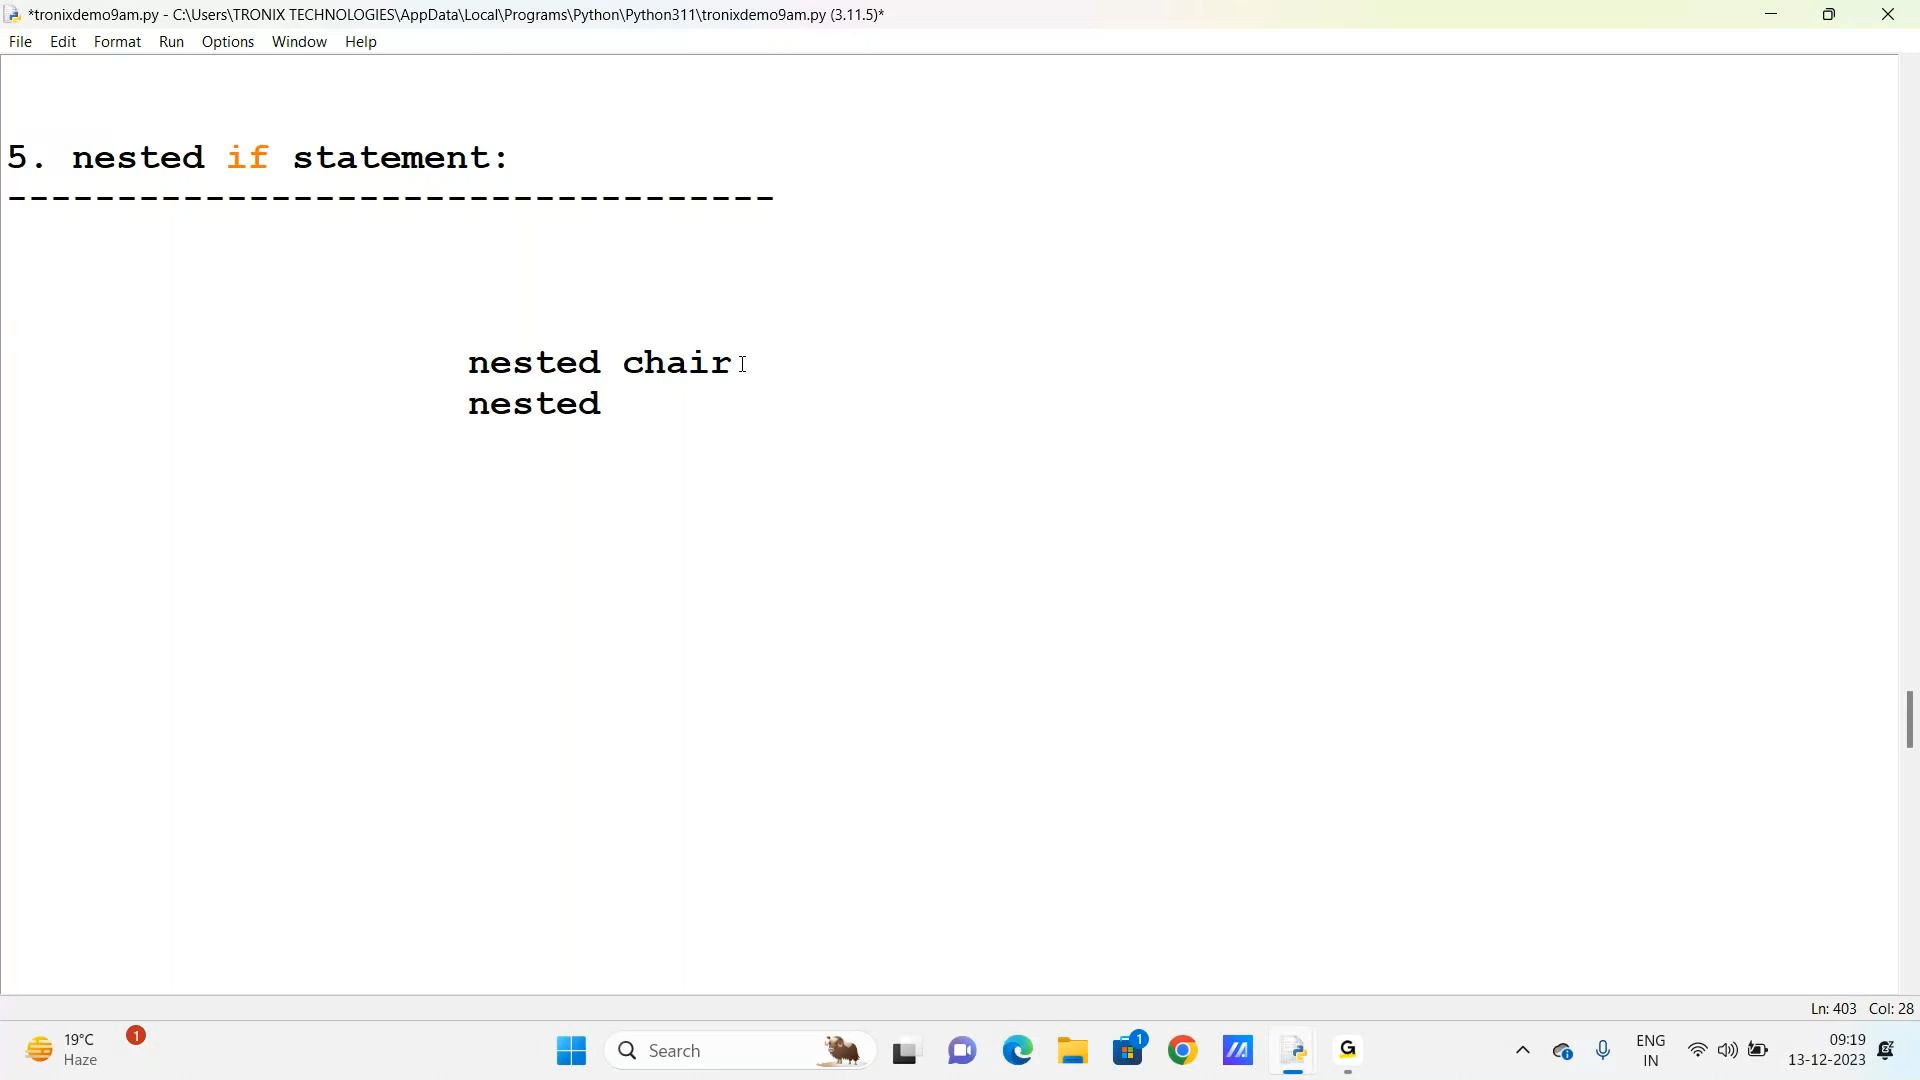 *tronixdemo9am.py - C:\Users\TRONIX TECHNOLOGIES\AppData\Local\Programs\Python\Python311\tronixdemo9am.py (3.11.5)*
File Edit Format Run Options Window Help
5. nested if statement:
-----------------------------------
nested chair
nested
Ln: 403 Col: 28
19°C
Haze
1
Search
1
G
ENG
IN
09:19
13-12-2023